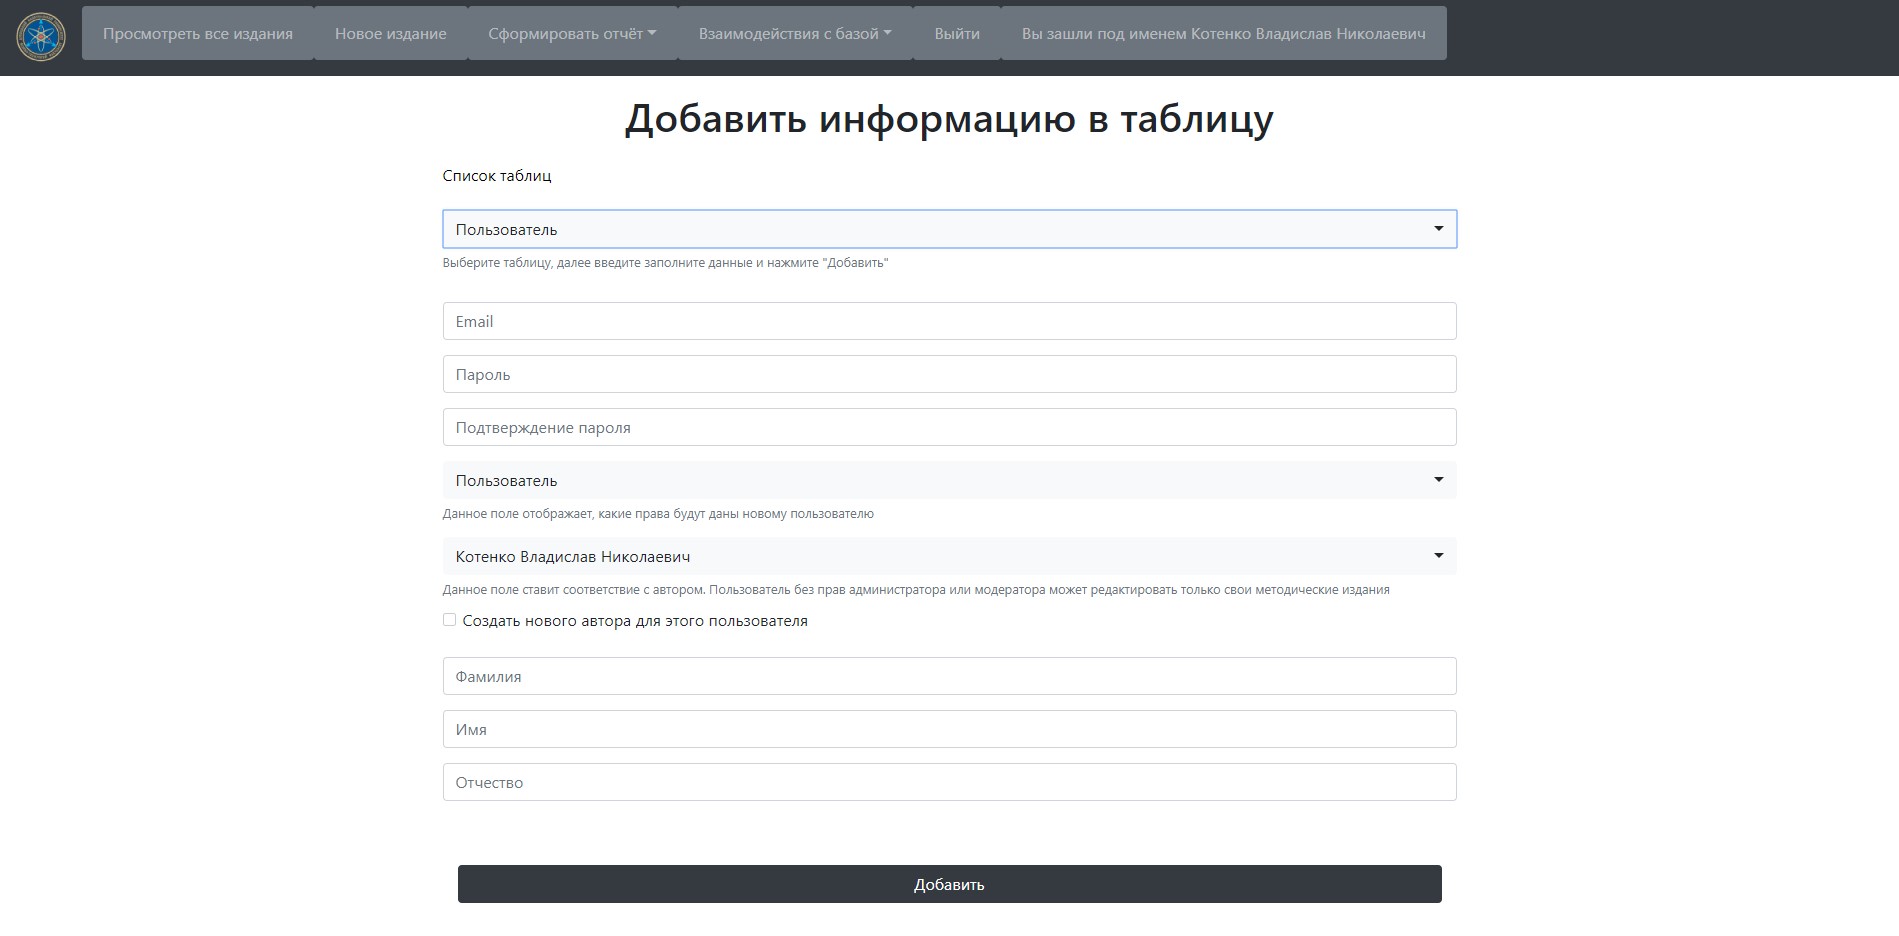 Просмотреть все издания
Новое издание
Сформировать отчёт
Взаимодействия с базой
Выйти
Вы зашли под именем Котенко Владислав Николаевич
Добавить информацию в таблицу
Список таблиц
Пользователь
Выберите таблицу, далее введите заполните данные и нажмите "Добавить"
Email
Пароль
Подтверждение пароля
Пользователь
Данное поле отображает, какие права будут даны новому пользователю
Котенко Владислав Николаевич
Данное поле ставит соответствие с автором. Пользователь без прав администратора или модератора может редактировать только свои методические издания
Создать нового автора для этого пользователя
Фамилия
Имя
Отчество
Добавить